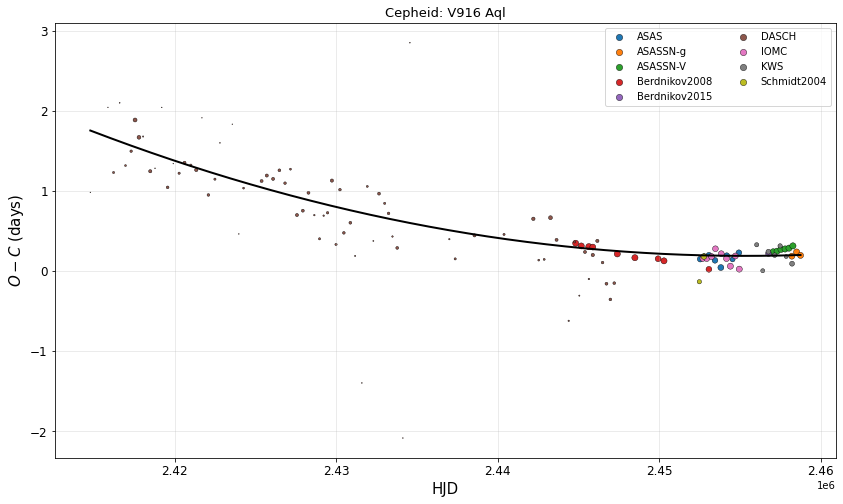 Cepheid: V916 Aql
ASAS
ASASSN-g
ASASSN-V
Berdnikov2008
Berdnikov2015
DASCH
IOMC
KWS
Schmidt2004
O − C (days)
3
2
1
0
−1
−2
2.42
2.43
2.44
2.45
2.46
1e6
HJD